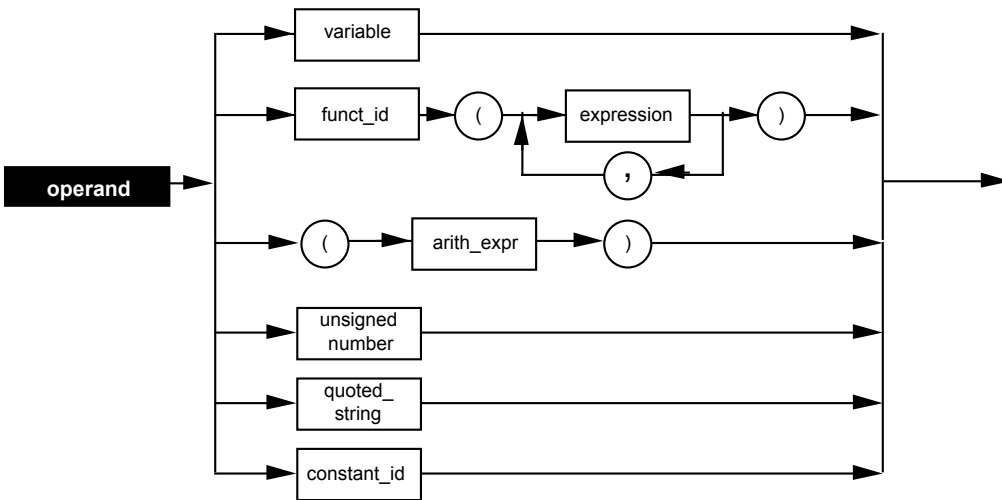 variable
funct_id ( expression )
,
operand
( arith_expr )
unsigned
number
quoted_
string
constant_id